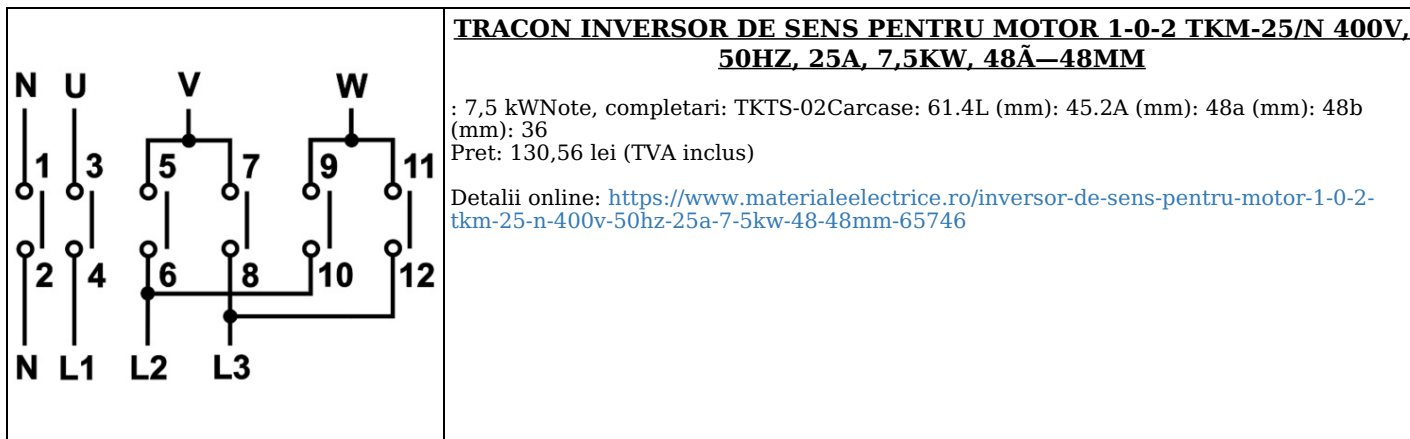 N U V W
1 3 5 7 9 11
2 4 6 8 10 12
N L1 L2 L3
TRACON INVERSOR DE SENS PENTRU MOTOR 1-0-2 TKM-25/N 400V,
50HZ, 25A, 7,5KW, 48Ã—48MM
: 7,5 kWNote, completari: TKTS-02Carcase: 61.4L (mm): 45.2A (mm): 48a (mm): 48b
(mm): 36
Pret: 130,56 lei (TVA inclus)
Detalii online: https://www.materialeelectrice.ro/inversor-de-sens-pentru-motor-1-0-2-
tkm-25-n-400v-50hz-25a-7-5kw-48-48mm-65746